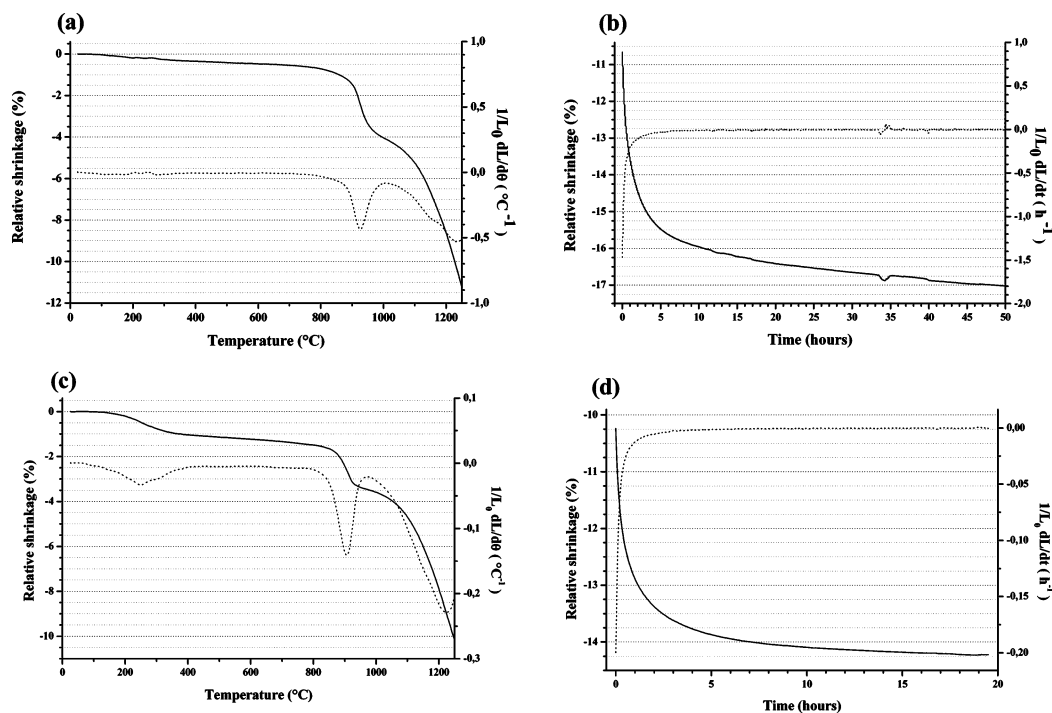 (a)
(b)
0
-2
-4
-6
-8
-10
-12
Relative shrinkage (%)
0 200 400 600 800 1000 1200
Temperature (°C)
1,0
0,5
0,0
-0,5
-1,0
1/L0 dL/dθ ( °C-1)
-11
-12
-13
-14
-15
-16
-17
Relative shrinkage (%)
0 5 10 15 20 25 30 35 40 45 50
Time (hours)
1,0
0,5
0,0
-0,5
-1,0
-1,5
-2,0
1/L0 dL/dt ( h-1)
(c)
(d)
0
-2
-4
-6
-8
-10
Relative shrinkage (%)
0 200 400 600 800 1000 1200
Temperature (°C)
0,1
0,0
-0,1
-0,2
-0,3
1/L0 dL/dθ ( °C-1)
-10
-11
-12
-13
-14
Relative shrinkage (%)
0 5 10 15 20
Time (hours)
0,00
-0,05
-0,10
-0,15
-0,20
1/L0 dL/dt ( h-1)